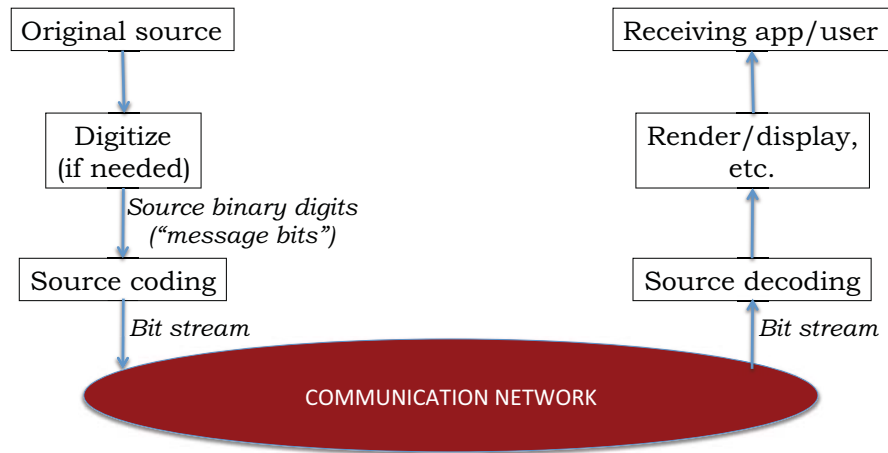 Original source
Digitize
(if needed)
Source binary digits
(“message bits”)
Source coding
Bit stream
COMMUNICATION NETWORK
Receiving app/user
Render/display,
etc.
Source decoding
Bit stream